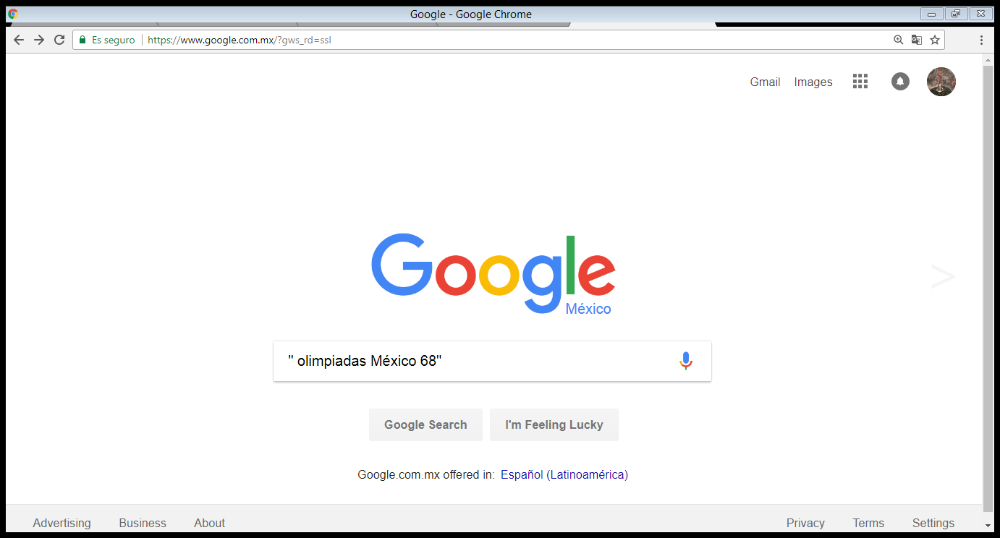 Google - Google Chrome
Es seguro https://www.google.com.mx/?gws_rd=ssl
Gmail Images
Google
México
" olimpiadas México 68"
Google Search I'm Feeling Lucky
Google.com.mx offered in: Español (Latinoamérica)
Advertising Business About Privacy Terms Settings